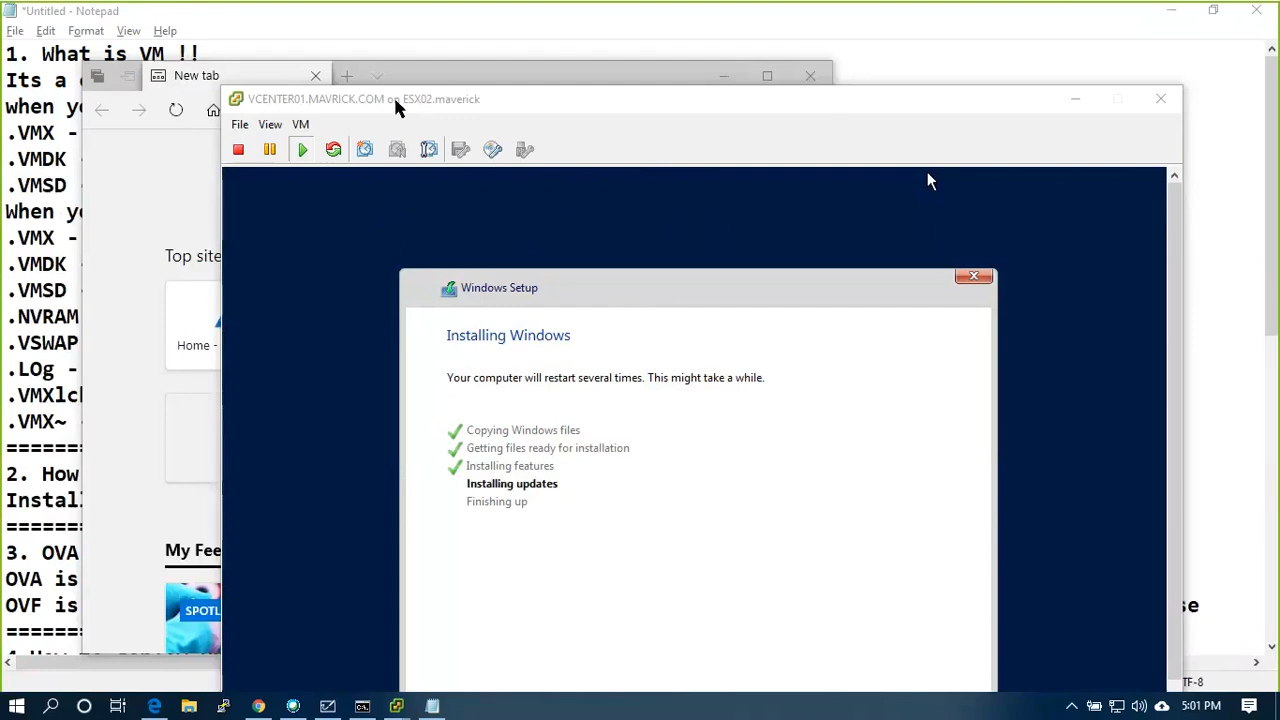 *Untitled - Notepad
File Edit Format View Help
1. What is VM !!
Its a
when yo
.VMX -
.VMDK -
.VMSD -
When yo
.VMX -
.VMDK -
.VMSD -
.NVRAM
.VSWAP
.LOg -
.VMXlc
.VMX~ -
2. How
Instal
3. OVA
OVA is
OVF is
se
New tab
Top site
Home -
My Fee
SPOTL
VCENTER01.MAVRICK.COM on ESX02.maverick
File View VM
Windows Setup
Installing Windows
Your computer will restart several times. This might take a while.
Copying Windows files
Getting files ready for installation
Installing features
Installing updates
Finishing up
TF-8
5:01 PM